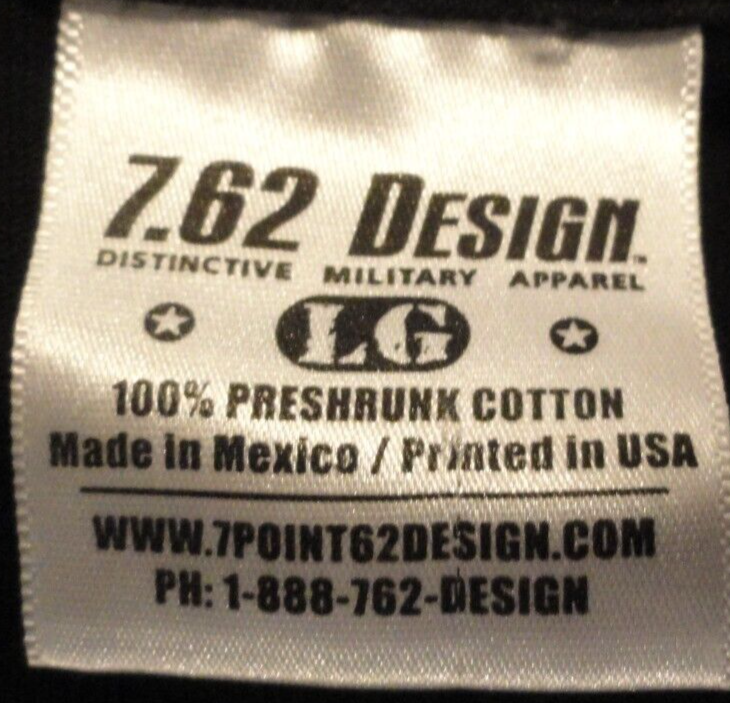 7.62 DESIGN™
DISTINCTIVE MILITARY APPAREL
LG
100% PRESHRUNK COTTON
Made in Mexico / Printed in USA
WWW.7POINT62DESIGN.COM
PH: 1-888-762-DESIGN